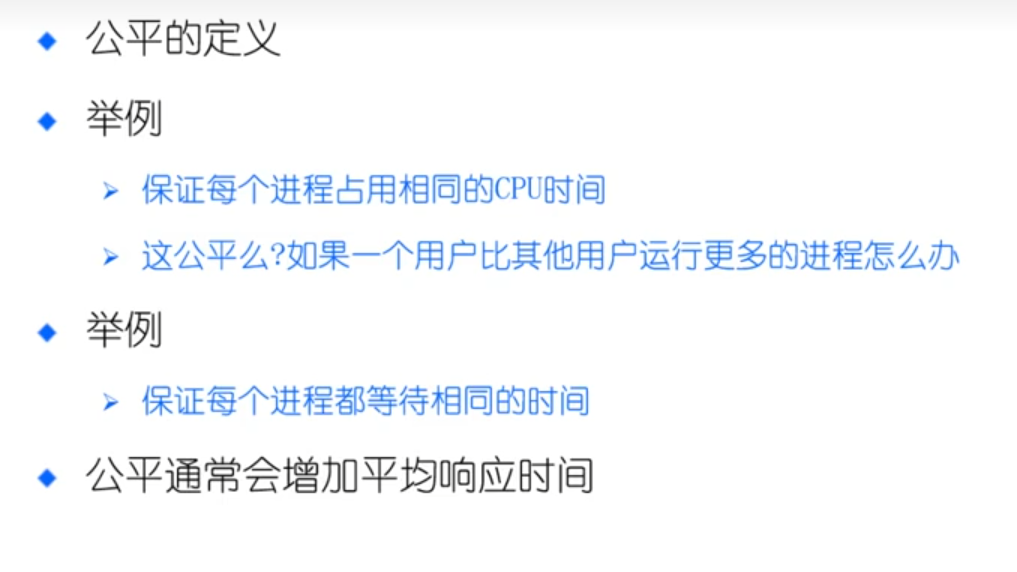 公平的定义
举例
保证每个进程占用相同的CPU时间
这公平么?如果一个用户比其他用户运行更多的进程怎么办
举例
保证每个进程都等待相同的时间
公平通常会增加平均响应时间